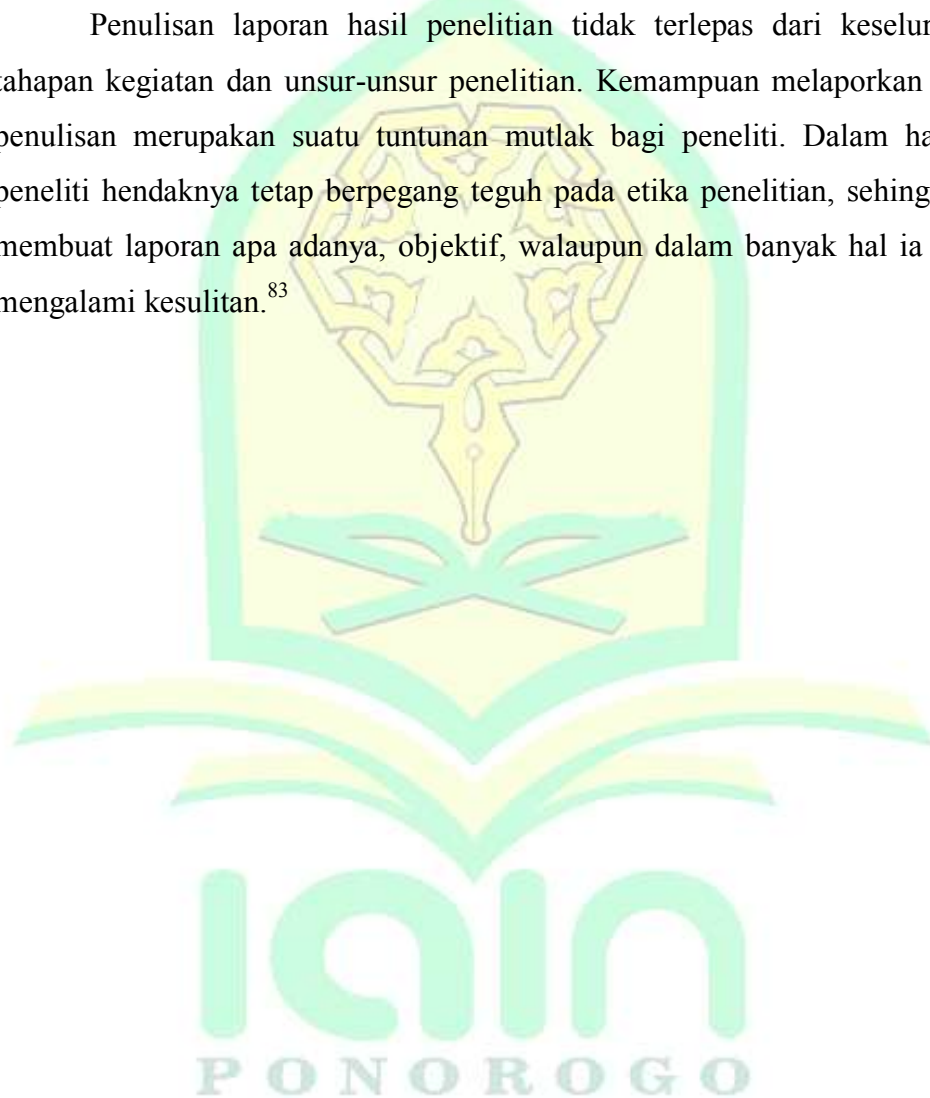 Penulisan laporan hasil penelitian tidak terlepas dari keselur
tahapan kegiatan dan unsur-unsur penelitian. Kemampuan melaporkan
penulisan merupakan suatu tuntunan mutlak bagi peneliti. Dalam ha
peneliti hendaknya tetap berpegang teguh pada etika penelitian, sehing
membuat laporan apa adanya, objektif, walaupun dalam banyak hal ia
mengalami kesulitan.83
iain
PONOROGO